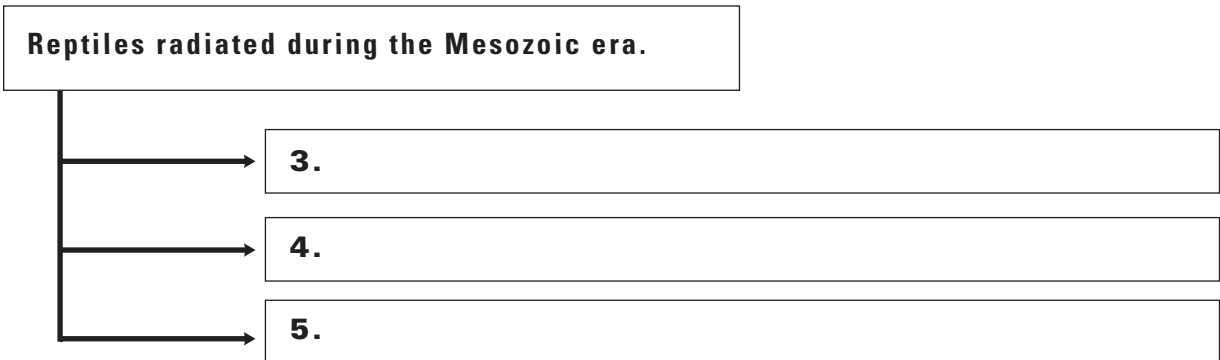 Reptiles radiated during the Mesozoic era.
3.
4.
5.